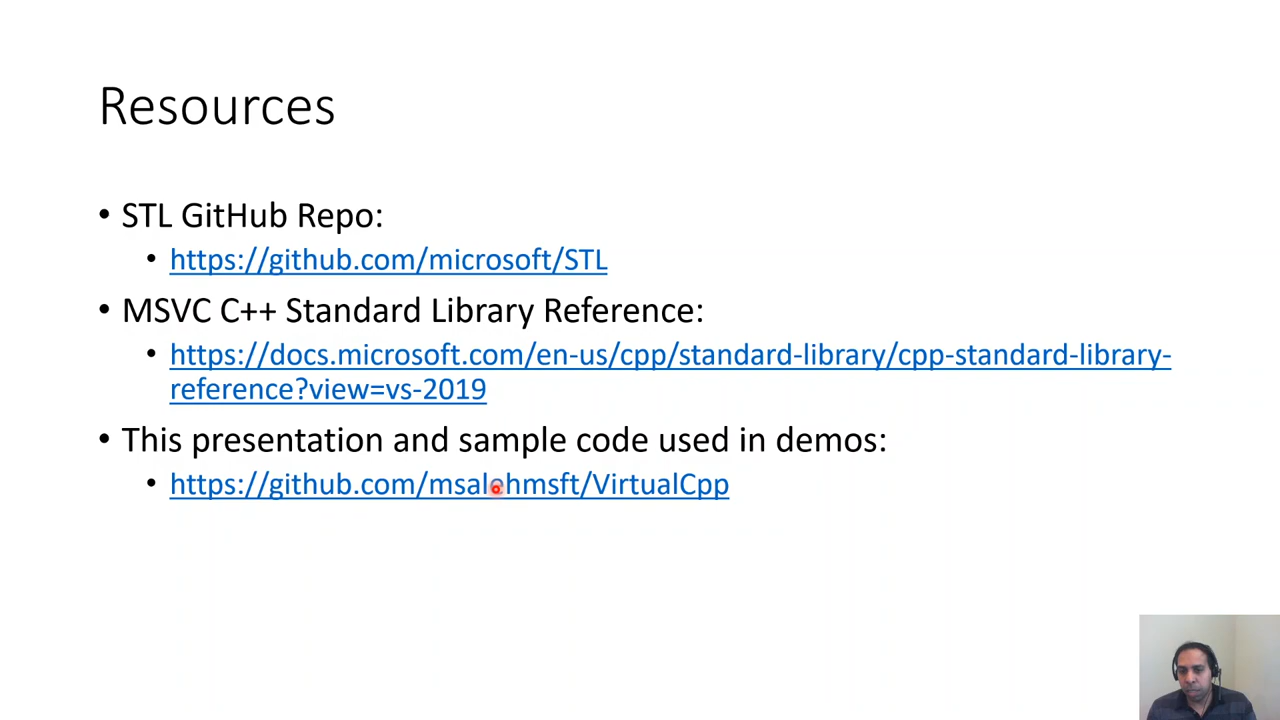 Resources
• STL GitHub Repo:
• https://github.com/microsoft/STL
• MSVC C++ Standard Library Reference:
• https://docs.microsoft.com/en-us/cpp/standard-library/cpp-standard-library-
reference?view=vs-2019
• This presentation and sample code used in demos:
• https://github.com/msalehmsft/VirtualCpp